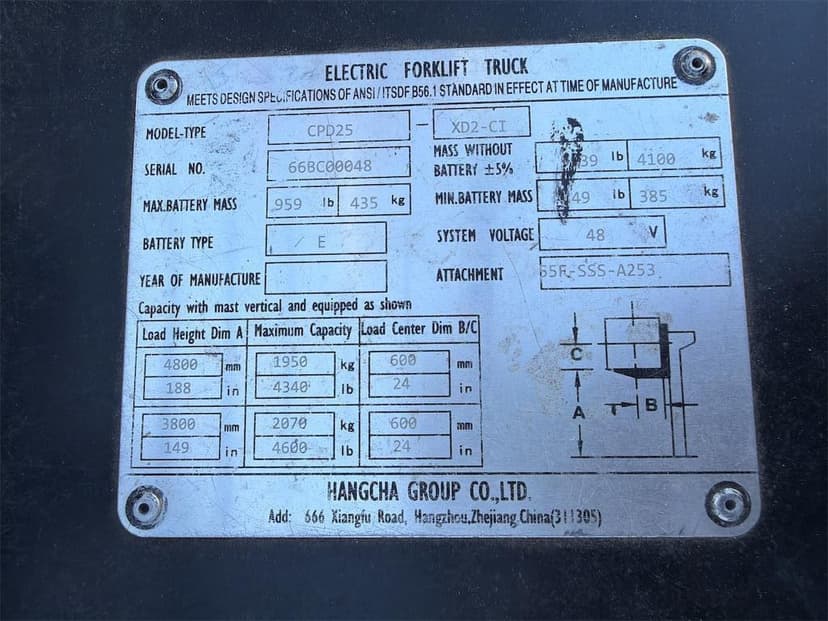 ELECTRIC FORKLIFT TRUCK
MEETS DESIGN SPECIFICATIONS OF ANSI/ITSDF B56.1 STANDARD IN EFFECT AT TIME OF MANUFACTURE
MODEL-TYPE CPD25 - XD2-CI
SERIAL NO. 66BC00048
MASS WITHOUT BATTERY ±5% lb 4100 kg
MAX.BATTERY MASS 959 lb 435 kg
MIN.BATTERY MASS lb 385 kg
BATTERY TYPE / E
SYSTEM VOLTAGE 48 V
YEAR OF MANUFACTURE
ATTACHMENT 55F-SSS-A253
Capacity with mast vertical and equipped as shown
Load Height Dim A Maximum Capacity Load Center Dim B/C
4800 mm 1950 kg 600 mm
188 in 4340 lb 24 in
3800 mm 2070 kg 600 mm
149 in 4600 lb 24 in
C
A
B
HANGCHA GROUP CO.,LTD.
Add: 666 Xiangfu Road, Hangzhou,Zhejiang,China(311305)